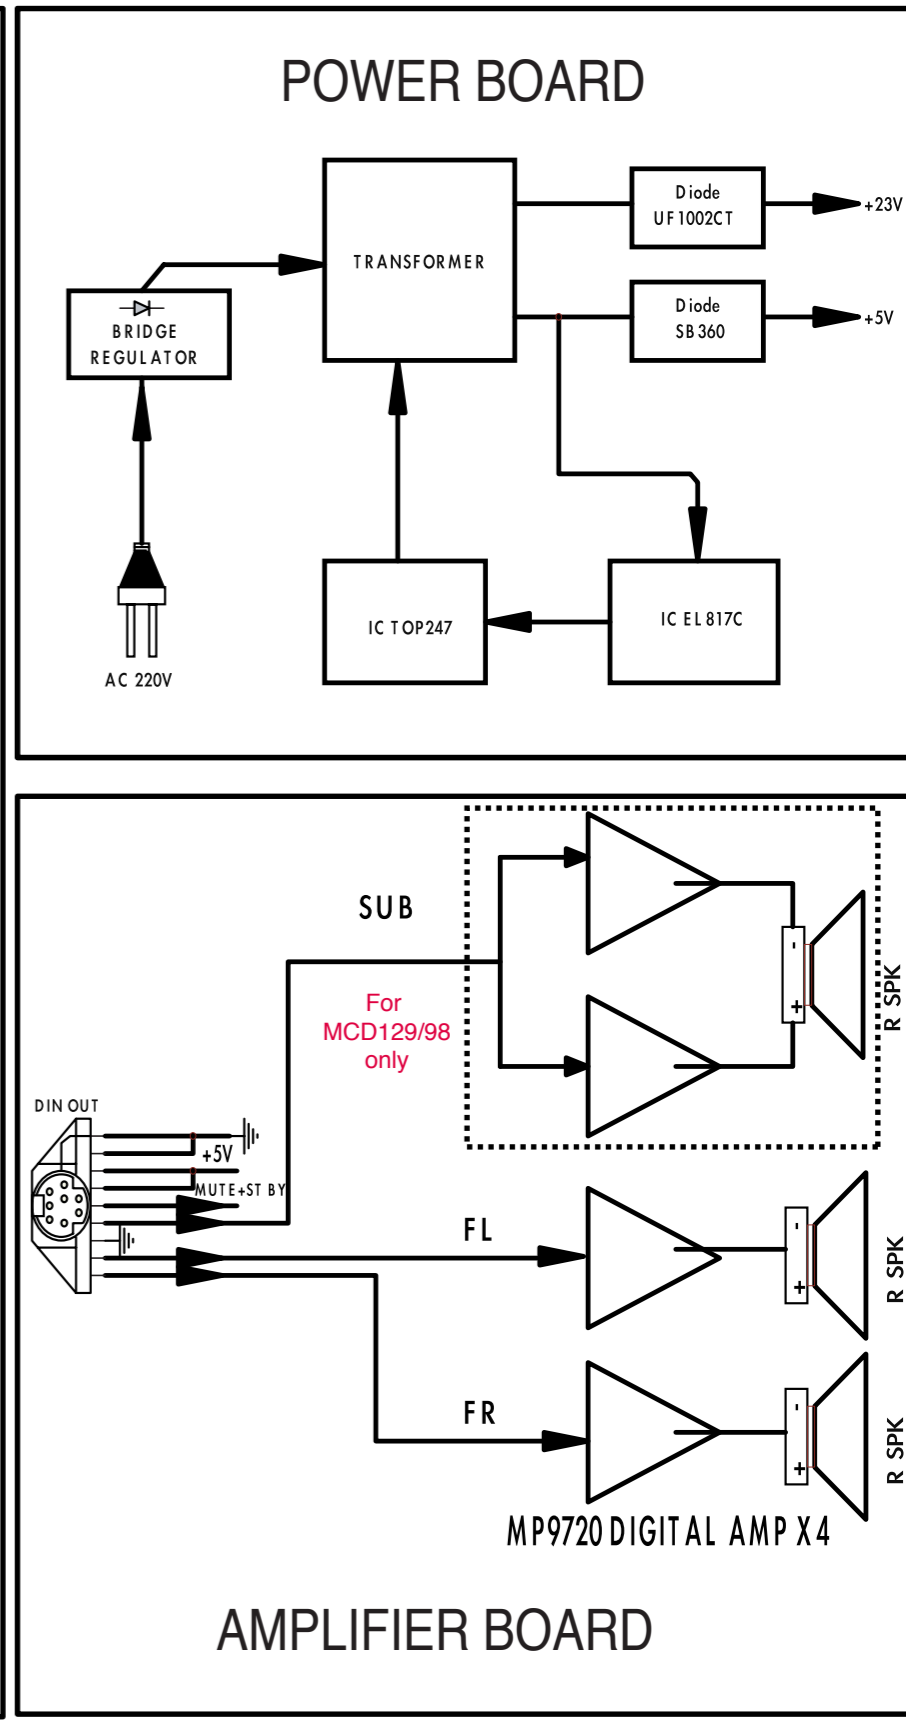 POWER BOARD
Diode
UF1002CT
+23V
TRANSFORMER
Diode
SB360
+5V
BRIDGE
REGULATOR
IC TOP247
IC EL817C
AC 220V
SUB
For
MCD129/98
only
-
+
R SPK
DIN OUT
+5V
MUTE+ST BY
FL
-
+
R SPK
FR
-
+
R SPK
MP9720 DIGITAL AMP X4
AMPLIFIER BOARD